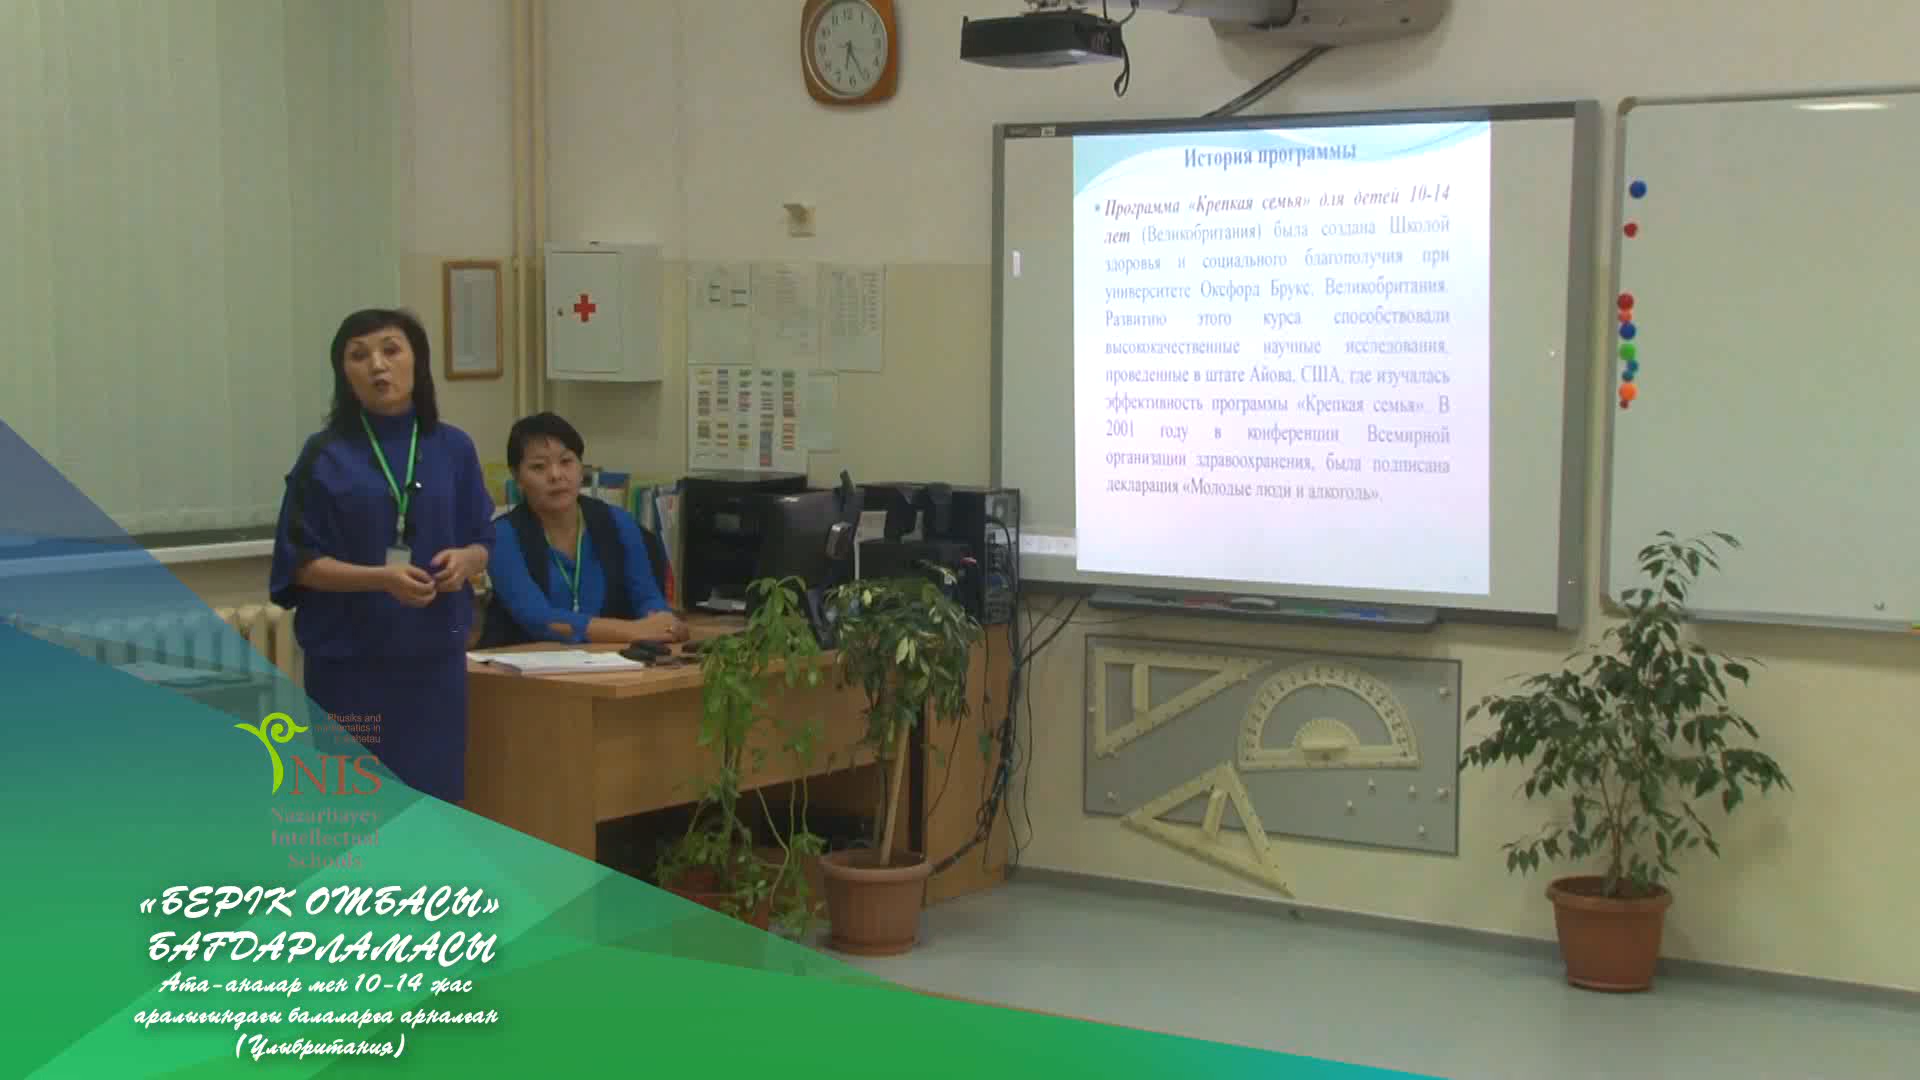 История программы
• Программа «Крепкая семья» для детей 10-14
лет (Великобритания) была создана Школой
здоровья и социального благополучия при
университете Оксфорд Брукс, Великобритания.
Развитию этого курса способствовали
высококачественные научные исследования,
проведенные в штате Айова, США, где изучалась
эффективность программы «Крепкая семья». В
2001 году в конференции Всемирной
организации здравоохранения, была подписана
декларация «Молодые люди и алкоголь».
Phusiks and
in
NIS
Nazarbayev
Intellectual
Schools
«БЕРІК ОТБАСЫ»
БАҒДАРЛАМАСЫ
Ата-аналар мен 10-14 жас
аралығындағы балаларға арналған
(Ұлыбритания)